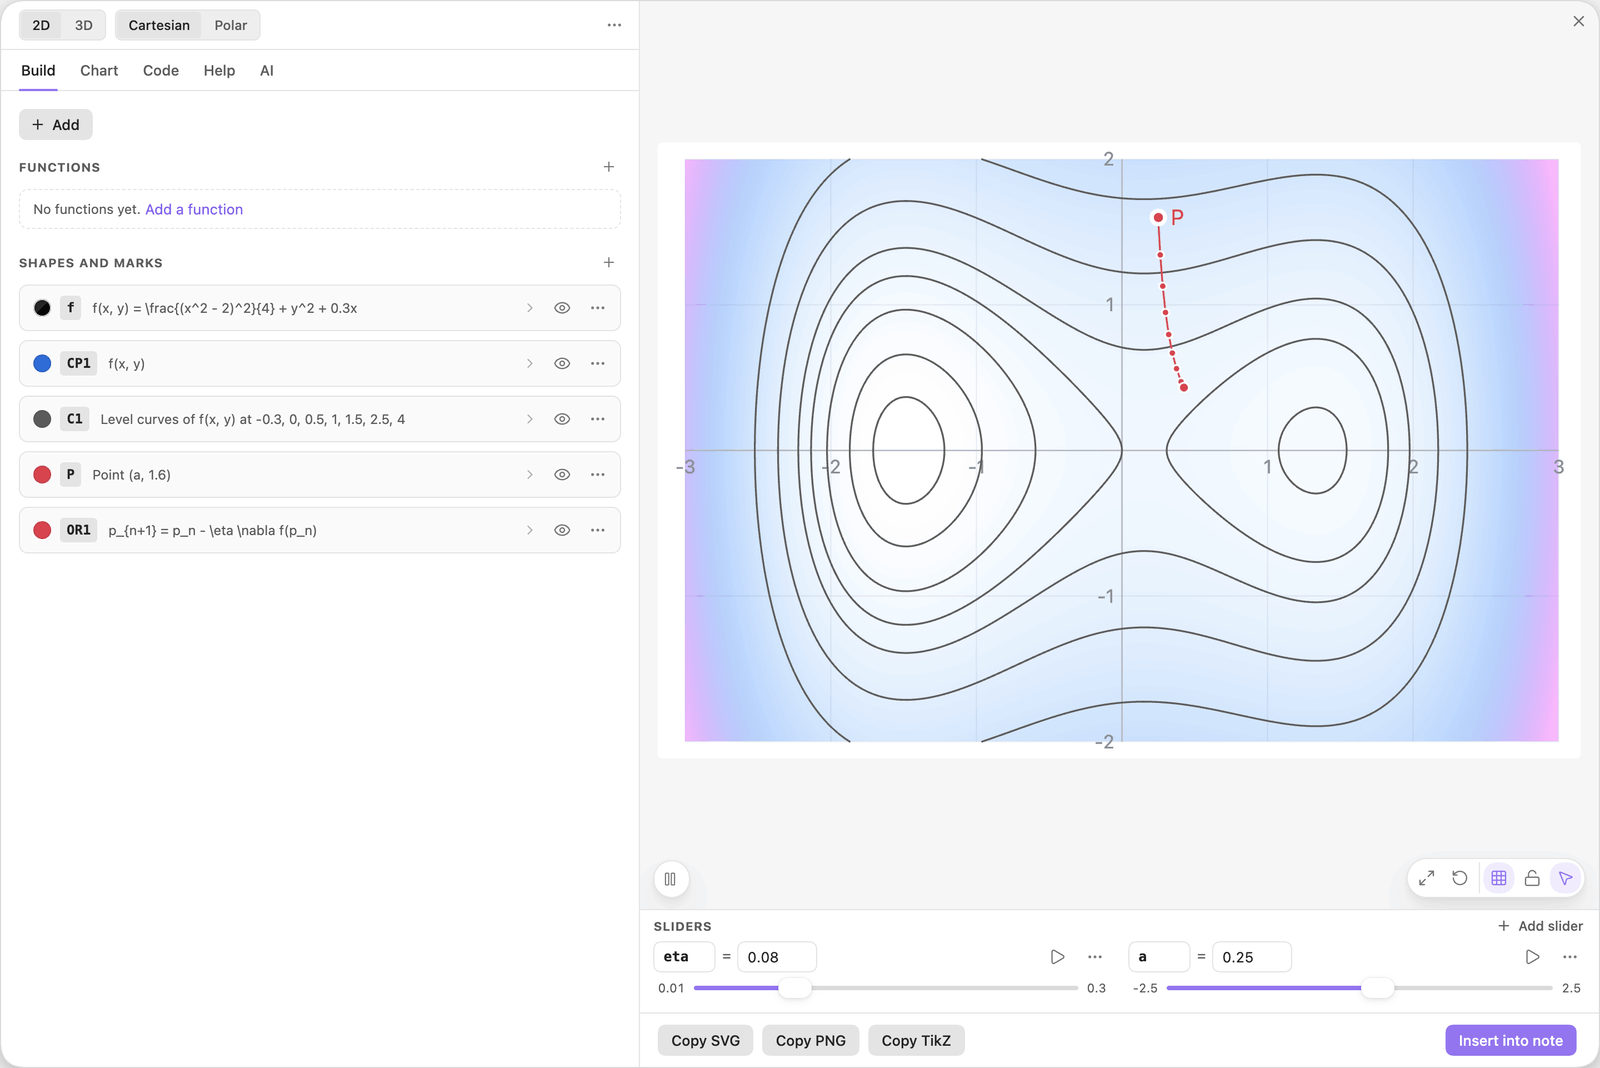 2D 3D Cartesian Polar
Build Chart Code Help AI
+ Add
FUNCTIONS
No functions yet. Add a function
SHAPES AND MARKS
f f(x, y) = \frac{(x^2 - 2)^2}{4} + y^2 + 0.3x
CP1 f(x, y)
C1 Level curves of f(x, y) at -0.3, 0, 0.5, 1, 1.5, 2.5, 4
P Point (a, 1.6)
OR1 p_{n+1} = p_n - \eta \nabla f(p_n)
2
P
1
-3 -2 -1 1 2 3
-1
-2
SLIDERS + Add slider
eta = 0.08 a = 0.25
0.01 0.3 -2.5 2.5
Copy SVG Copy PNG Copy TikZ Insert into note